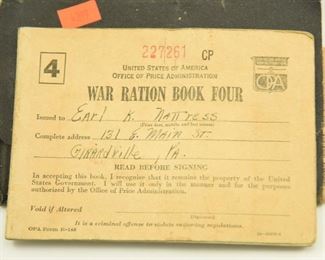 4
227261 CP
UNITED STATES OF AMERICA
OFFICE OF PRICE ADMINISTRATION
OPA
WAR RATION BOOK FOUR
Issued to Earl K. Nattress
(Print first, middle and last names)
Complete address 131 E. Main St.
Girardville, Pa.
READ BEFORE SIGNING
In accepting this book, I recognize that it remains the property of the United
States Government. I will use it only in the manner and for the purposes
authorized by the Office of Price Administration.
Void if Altered
(Signature)
It is a criminal offense to violate rationing regulations.
OPA Form R-145